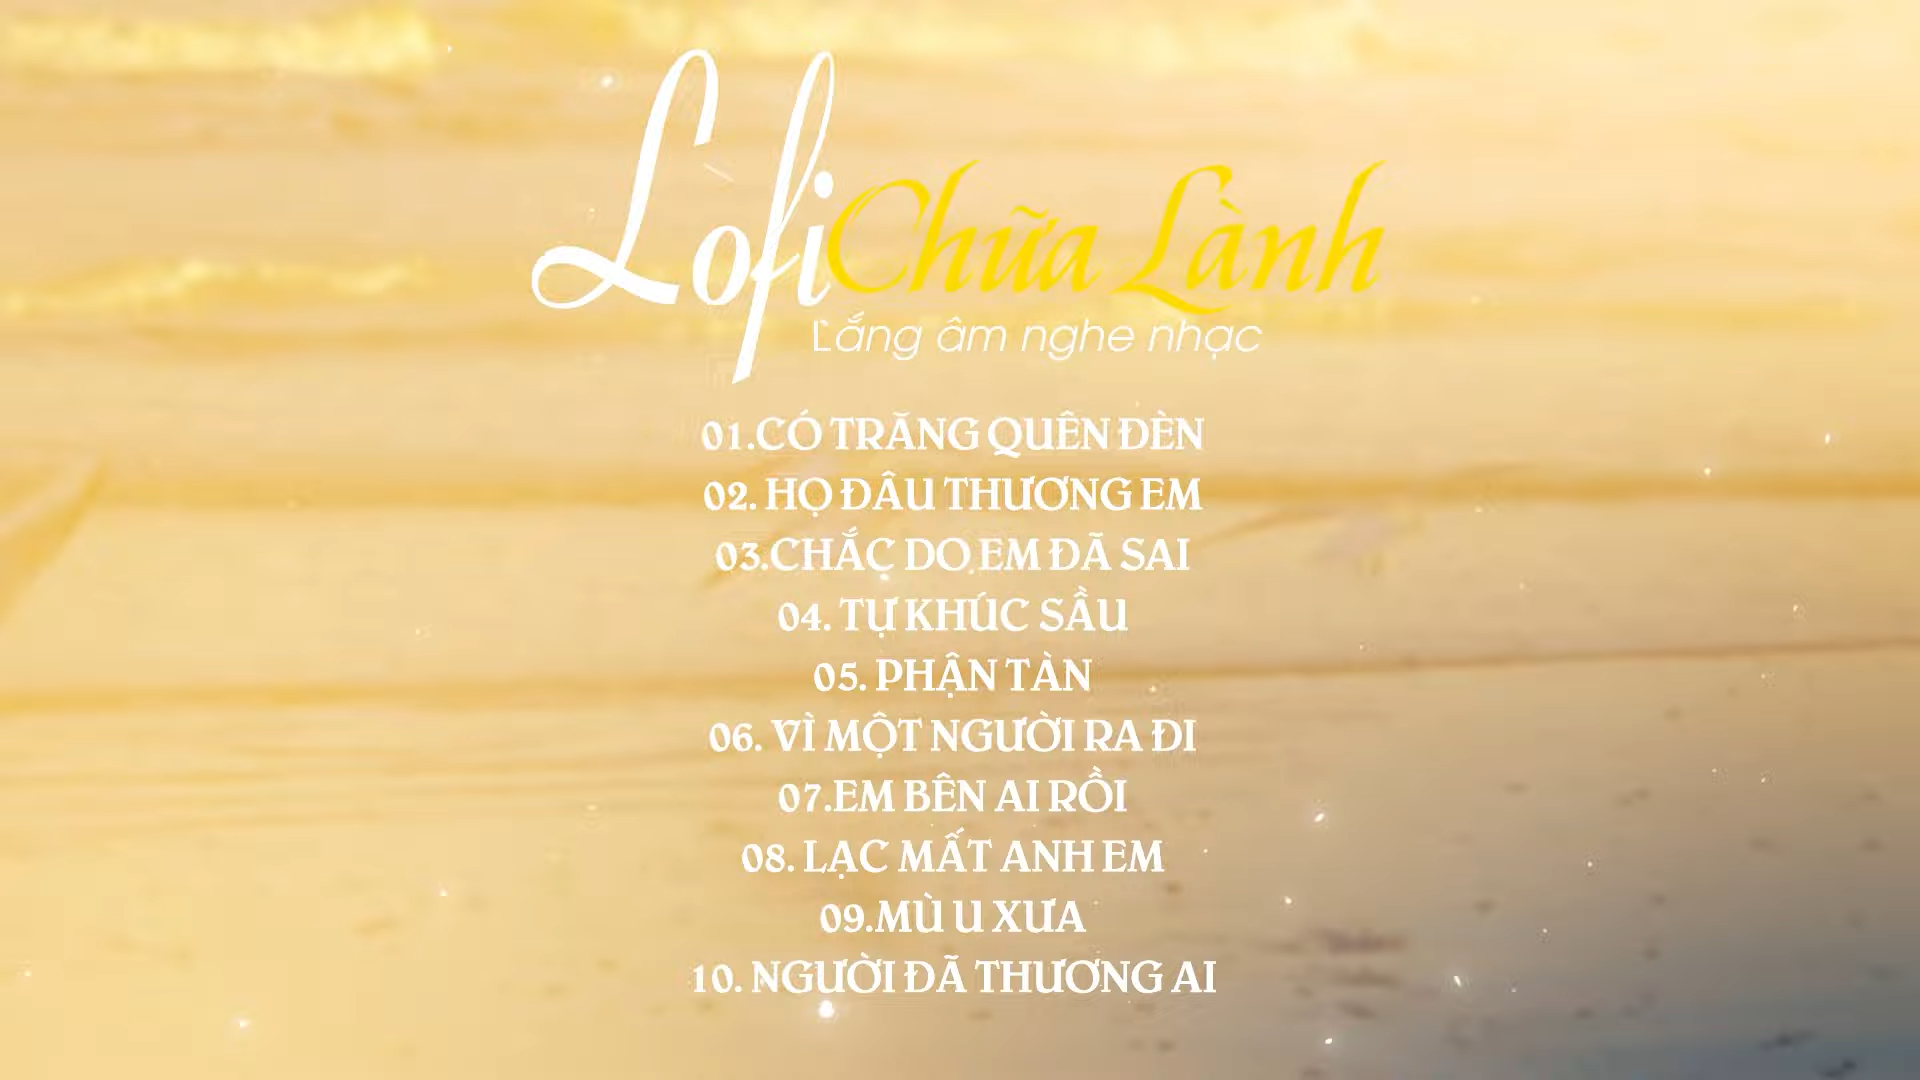 Lòfi Chữa Lành
Lắng âm nghe nhạc
01.CÓ TRĂNG QUÊN ĐÈN
02. HỌ ĐÂU THƯƠNG EM
03.CHẮC DO EM ĐÃ SAI
04. TỰ KHÚC SẦU
05. PHẬN TÀN
06. VÌ MỘT NGƯỜI RA ĐI
07.EM BÊN AI RỒI
08. LẠC MẤT ANH EM
09.MÙ U XƯA
10. NGƯỜI ĐÃ THƯƠNG AI